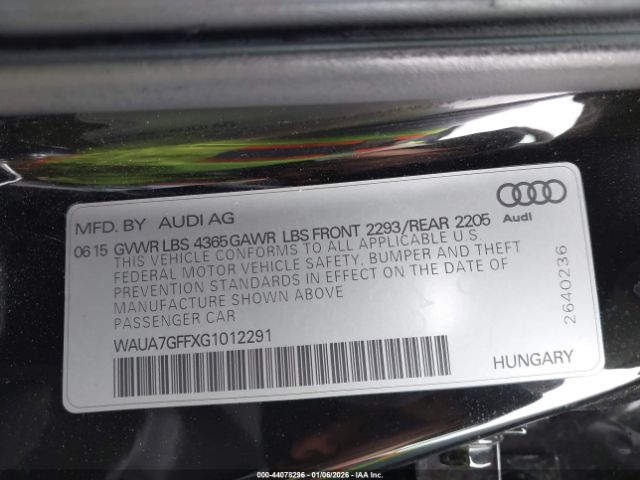 MFD. BY AUDI AG
Audi
06 15 GVWR LBS 4365 GAWR LBS FRONT 2293/REAR 2205
THIS VEHICLE CONFORMS TO ALL APPLICABLE U.S.
FEDERAL MOTOR VEHICLE SAFETY, BUMPER AND THEFT
PREVENTION STANDARDS IN EFFECT ON THE DATE OF
MANUFACTURE SHOWN ABOVE
PASSENGER CAR
2640236
WAUA7GFFXG1012291
HUNGARY
000-44078296 - 01/06/2026 - IAA Inc.